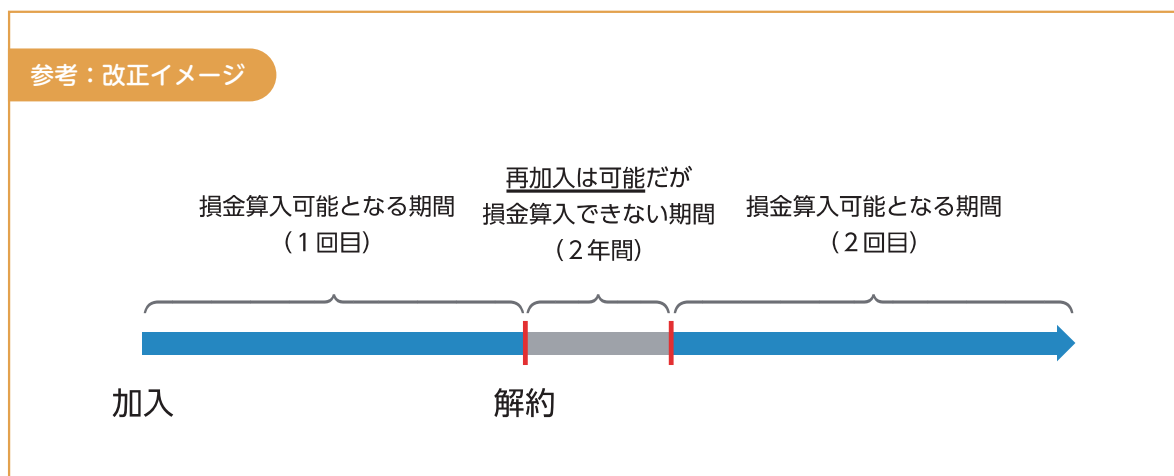 参考：改正イメージ
損金算入可能となる期間
（１回目）
再加入は可能だが
損金算入できない期間
（２年間）
損金算入可能となる期間
（２回目）
加入
解約